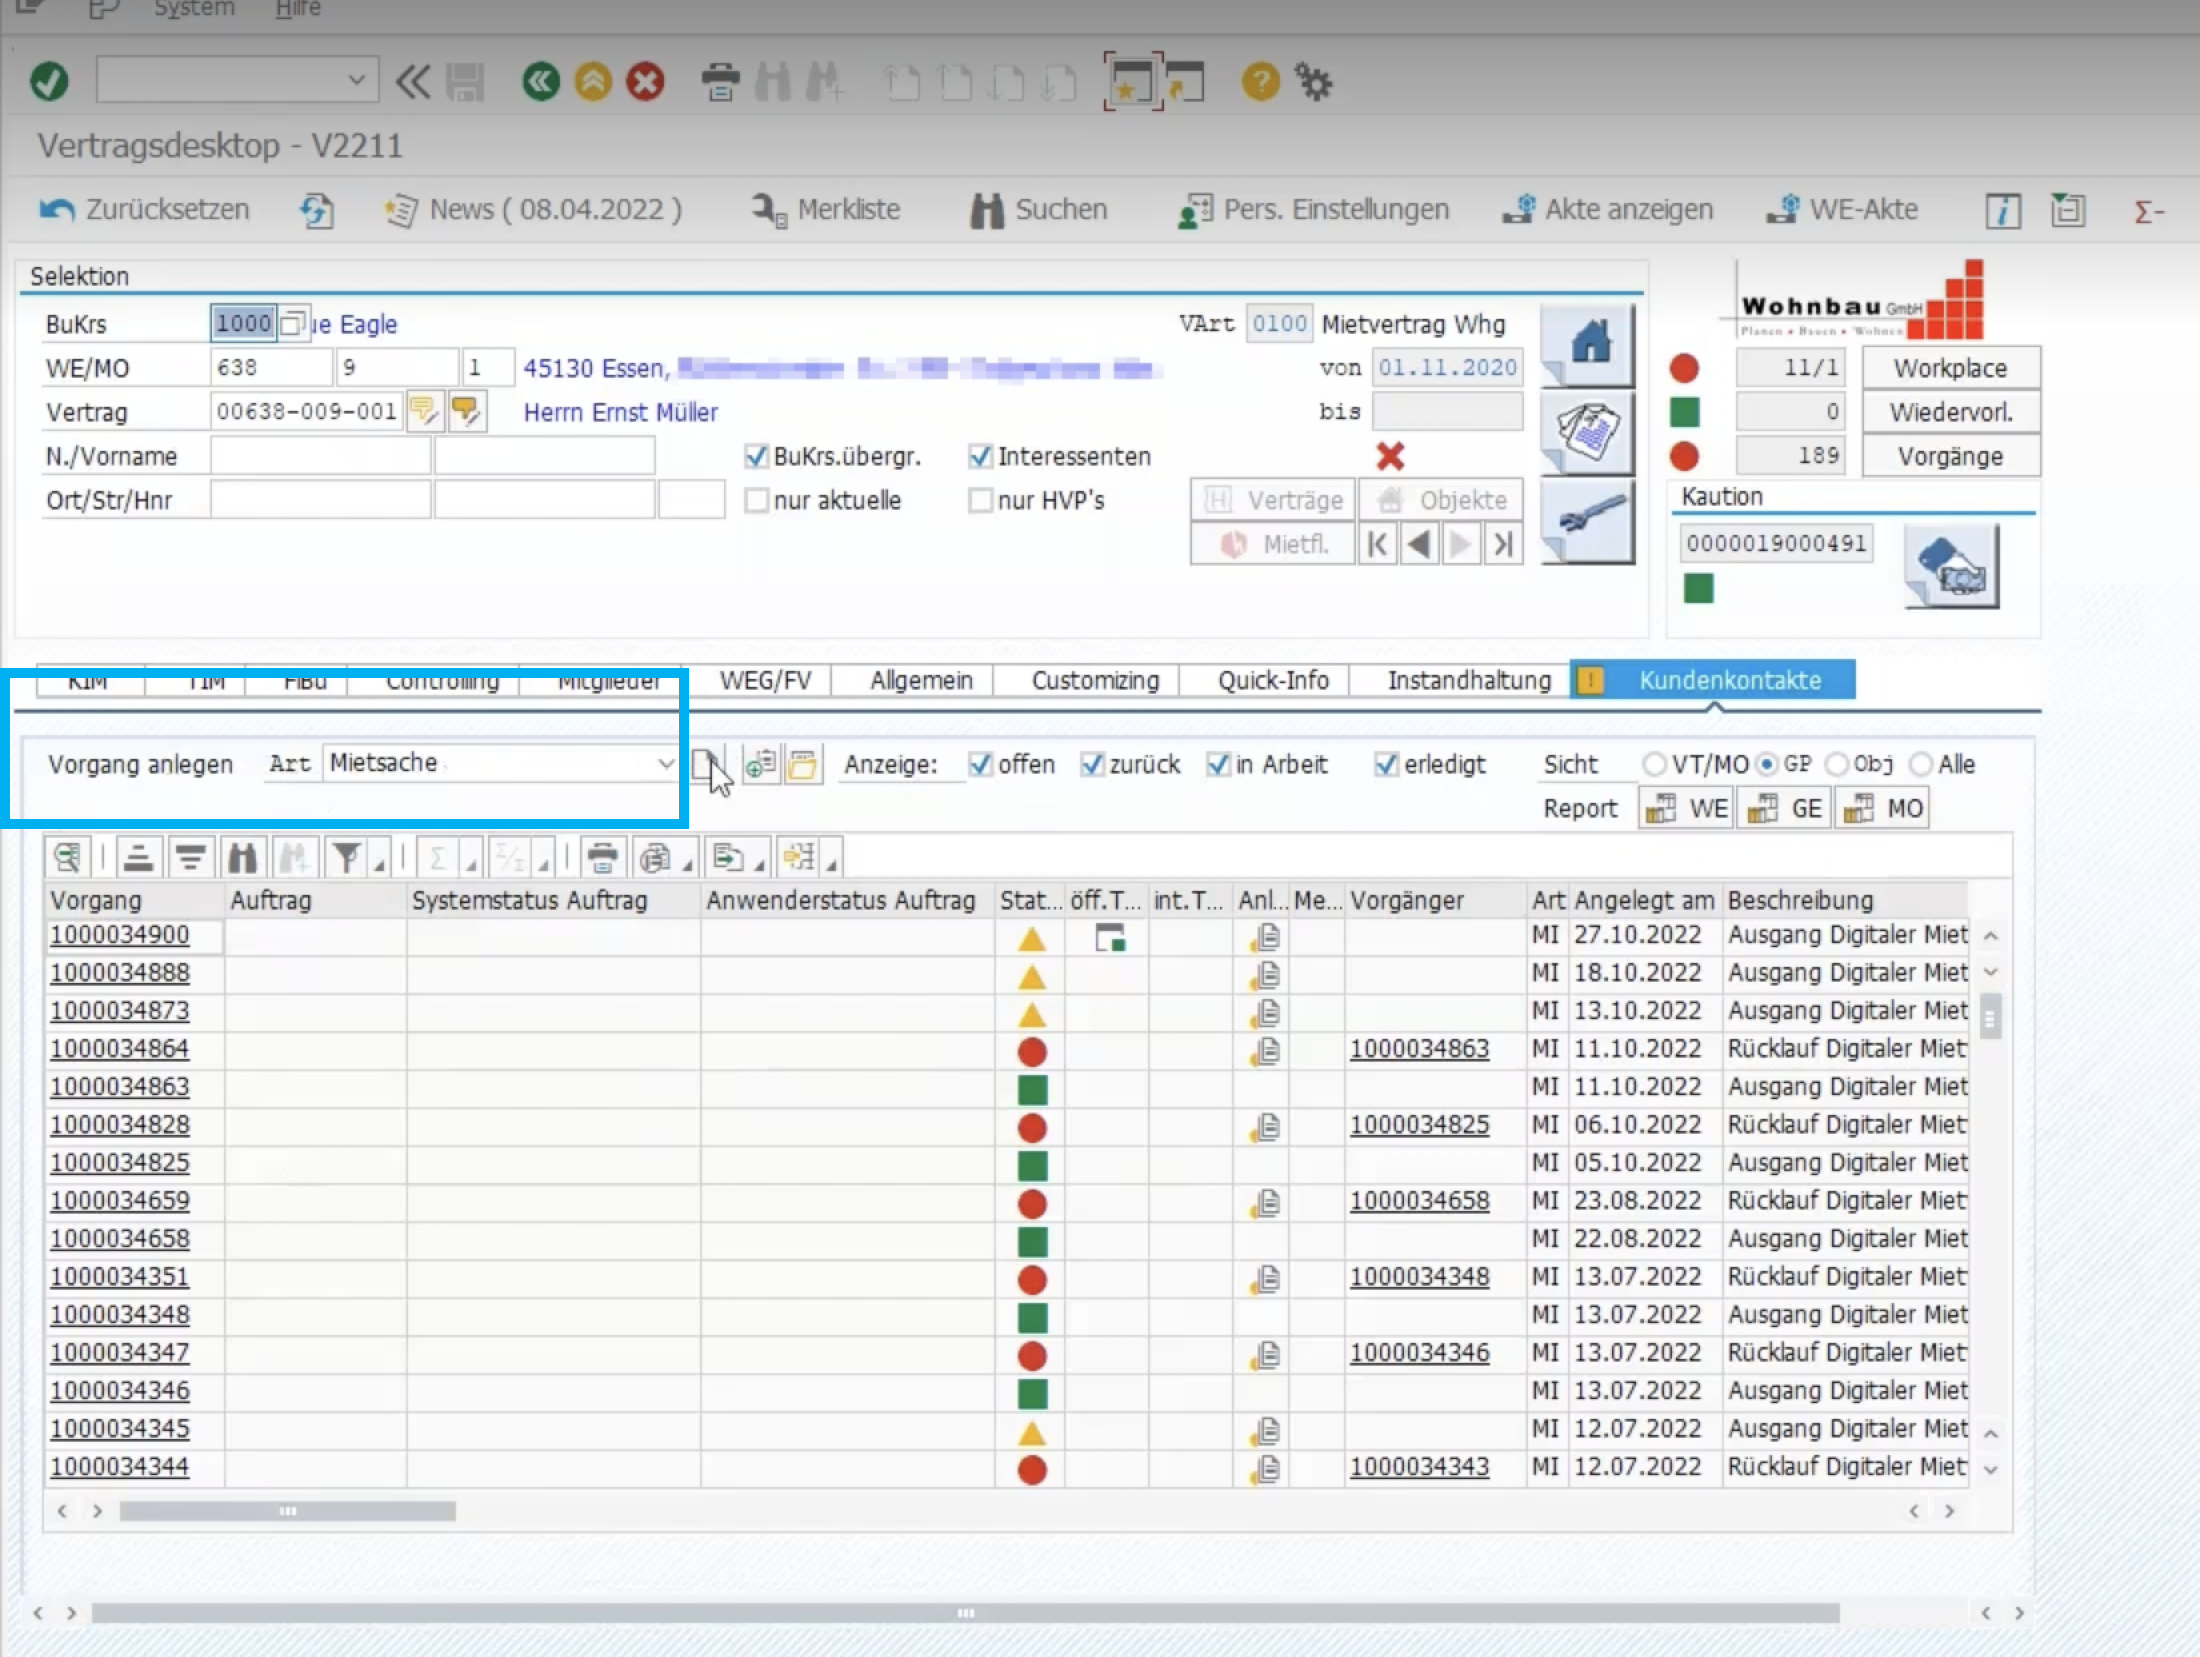 System Hilfe
Vertragsdesktop - V2211
Zurücksetzen News ( 08.04.2022 ) Merkliste Suchen Pers. Einstellungen Akte anzeigen WE-Akte Σ-
Selektion
Wohnbau GmbH
Planen • Bauen • Wohnen
BuKrs 1000 ue Eagle VArt 0100 Mietvertrag Whg
WE/MO 638 9 1 45130 Essen, von 01.11.2020 11/1 Workplace
Vertrag 00638-009-001 Herrn Ernst Müller bis 0 Wiedervorl.
N./Vorname BuKrs.übergr. Interessenten 189 Vorgänge
Ort/Str/Hnr nur aktuelle nur HVP's Verträge Objekte Kaution
Mietfl. 0000019000491
KIM TIM FiBu Controlling Mitglieder WEG/FV Allgemein Customizing Quick-Info Instandhaltung Kundenkontakte
Vorgang anlegen Art Mietsache Anzeige: offen zurück in Arbeit erledigt Sicht VT/MO GP Obj Alle
Report WE GE MO
Vorgang Auftrag Systemstatus Auftrag Anwenderstatus Auftrag Stat... öff.T... int.T... Anl... Me... Vorgänger Art Angelegt am Beschreibung
1000034900 MI 27.10.2022 Ausgang Digitaler Miet
1000034888 MI 18.10.2022 Ausgang Digitaler Miet
1000034873 MI 13.10.2022 Ausgang Digitaler Miet
1000034864 1000034863 MI 11.10.2022 Rücklauf Digitaler Miet
1000034863 MI 11.10.2022 Ausgang Digitaler Miet
1000034828 1000034825 MI 06.10.2022 Rücklauf Digitaler Miet
1000034825 MI 05.10.2022 Ausgang Digitaler Miet
1000034659 1000034658 MI 23.08.2022 Rücklauf Digitaler Miet
1000034658 MI 22.08.2022 Ausgang Digitaler Miet
1000034351 1000034348 MI 13.07.2022 Rücklauf Digitaler Miet
1000034348 MI 13.07.2022 Ausgang Digitaler Miet
1000034347 1000034346 MI 13.07.2022 Rücklauf Digitaler Miet
1000034346 MI 13.07.2022 Ausgang Digitaler Miet
1000034345 MI 12.07.2022 Ausgang Digitaler Miet
1000034344 1000034343 MI 12.07.2022 Rücklauf Digitaler Miet